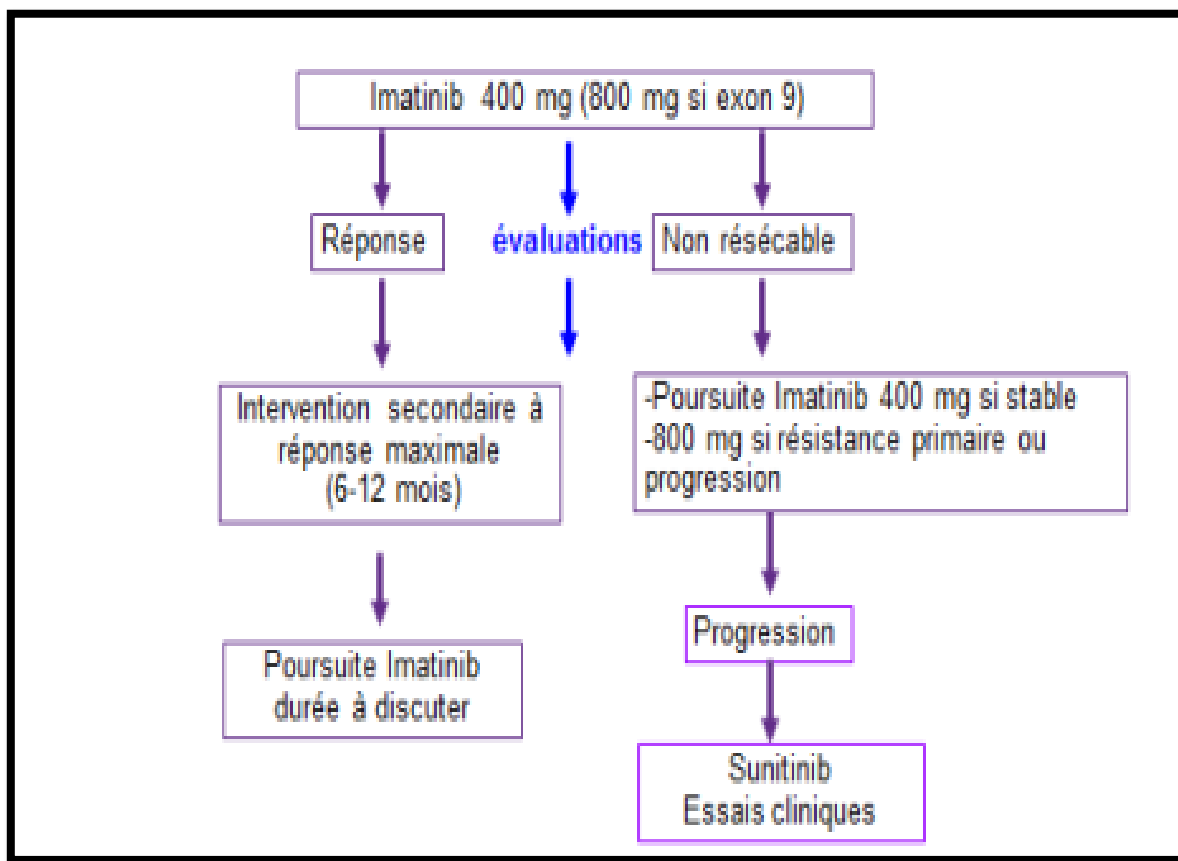 Imatinib 400 mg (800 mg si exon 9)
Réponse
évaluations
Non résécable
Intervention secondaire à
réponse maximale
(6-12 mois)
-Poursuite Imatinib 400 mg si stable
-800 mg si résistance primaire ou
progression
Poursuite Imatinib
durée à discuter
Progression
Sunitinib
Essais cliniques